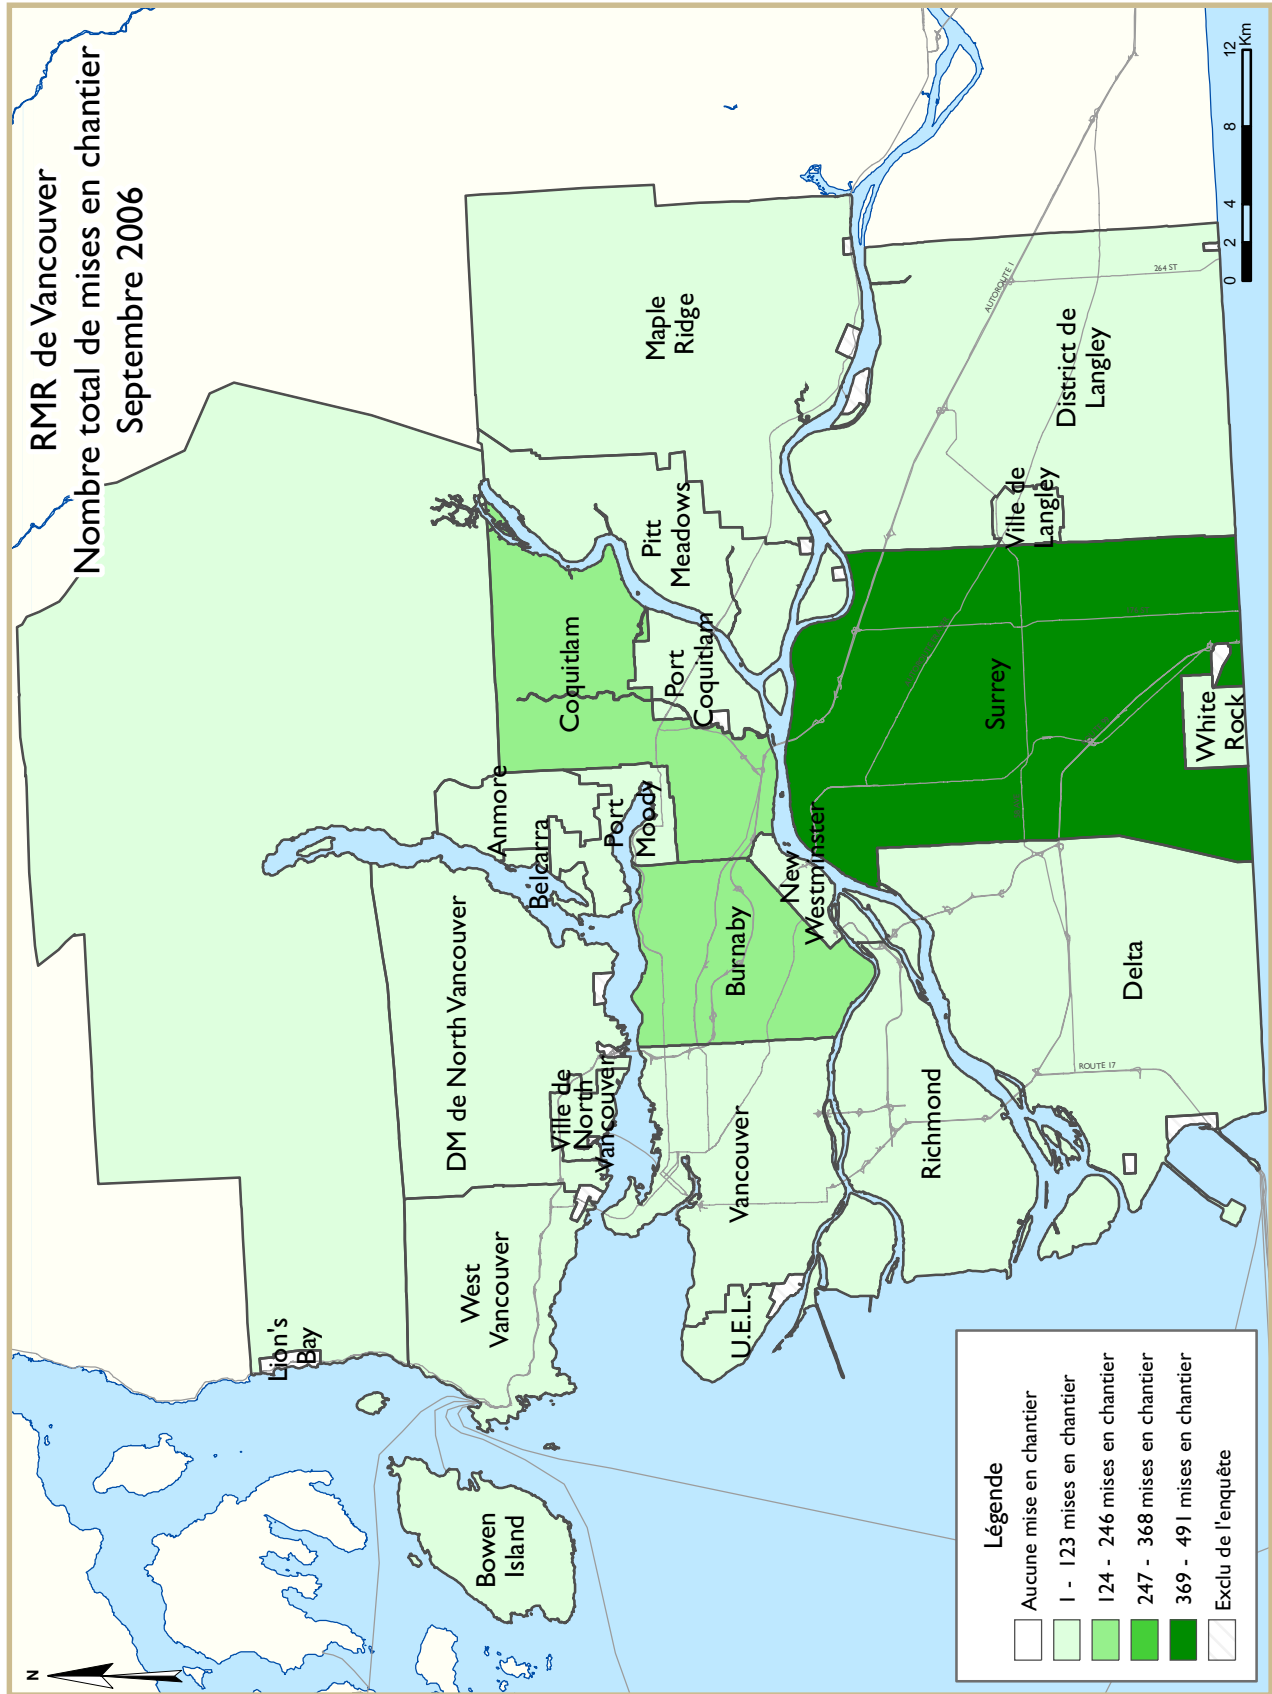 RMR de Vancouver
Nombre total de mises en chantier
Septembre 2006
N
Lion's
Bay
Bowen
Island
West
Vancouver
DM de North Vancouver
Ville de
North
Vancouver
Belcarra
Anmore
Port
Moody
Coquitlam
Port
Coquitlam
Pitt
Meadows
Maple
Ridge
U.E.L.
Vancouver
Burnaby
New
Westminster
Richmond
Delta
Surrey
White
Rock
Ville de
Langley
District de
Langley
AUTOROUTE 1
264 ST
ROUTE 17
Légende
Aucune mise en chantier
1 - 123 mises en chantier
124 - 246 mises en chantier
247 - 368 mises en chantier
369 - 491 mises en chantier
Exclu de l'enquête
0 2 4 8 12
Km